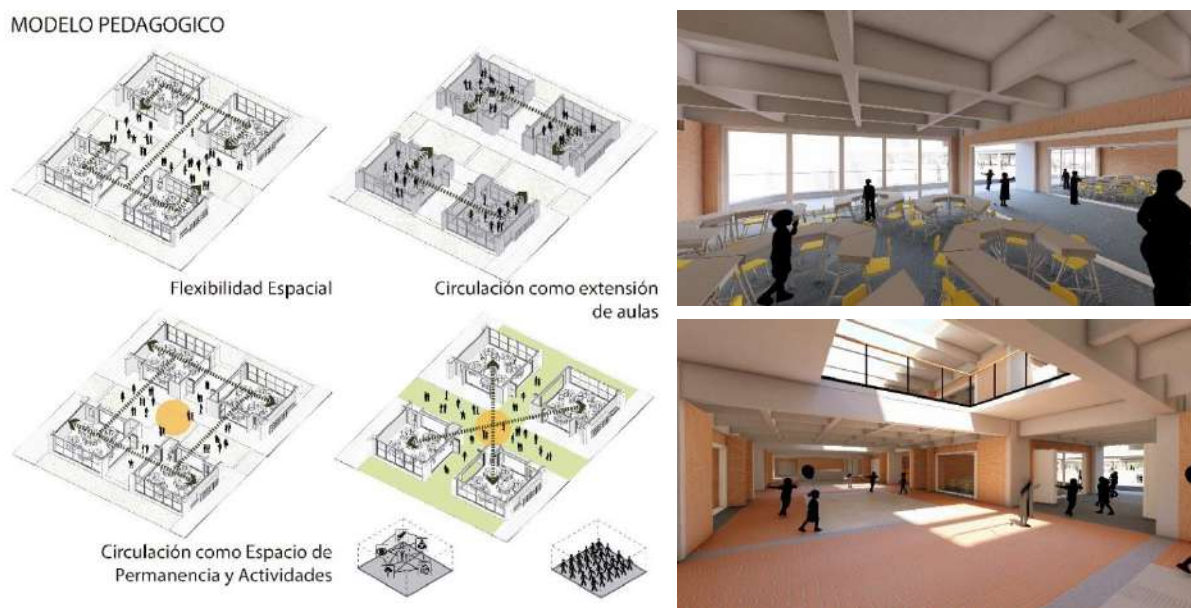 MODELO PEDAGOGICO
Flexibilidad Espacial
Circulación como extensión
de aulas
Circulación como Espacio de
Permanencia y Actividades